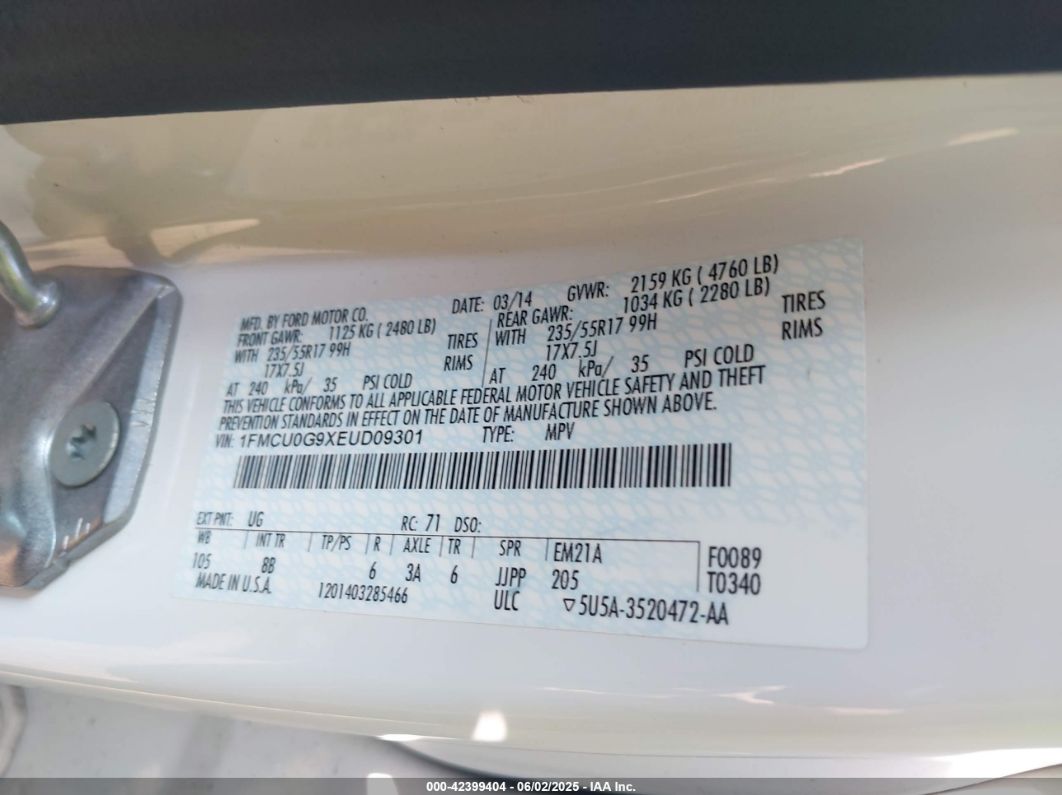 MFD. BY FORD MOTOR CO. DATE: 03/14 GVWR: 2159 KG ( 4760 LB)
FRONT GAWR: 1125 KG ( 2480 LB) REAR GAWR: 1034 KG ( 2280 LB)
WITH 235/55R17 99H TIRES WITH 235/55R17 99H TIRES
17X7.5J RIMS 17X7.5J RIMS
AT 240 kPa/ 35 PSI COLD AT 240 kPa/ 35 PSI COLD
THIS VEHICLE CONFORMS TO ALL APPLICABLE FEDERAL MOTOR VEHICLE SAFETY AND THEFT
PREVENTION STANDARDS IN EFFECT ON THE DATE OF MANUFACTURE SHOWN ABOVE.
VIN: 1FMCU0G9XEUD09301 TYPE: MPV
EXT PNT: UG RC: 71 DSO:
WB INT TR TP/PS R AXLE TR SPR EM21A F0089
105 8B 6 3A 6 JJPP 205 T0340
MADE IN U.S.A. 1201403285466 ULC ▽5U5A-3520472-AA
000-42399404 | 06/02/2025 - IAA Inc.